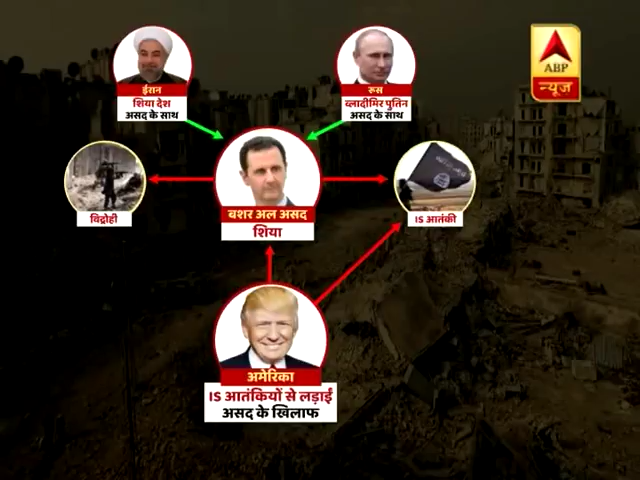 ABP
न्यूज़
ईरान
शिया देश
असद के साथ
रूस
व्लादीमिर पुतिन
असद के साथ
विद्रोही
बशर अल असद
शिया
IS आतंकी
अमेरिका
IS आतंकियों से लड़ाई
असद के खिलाफ